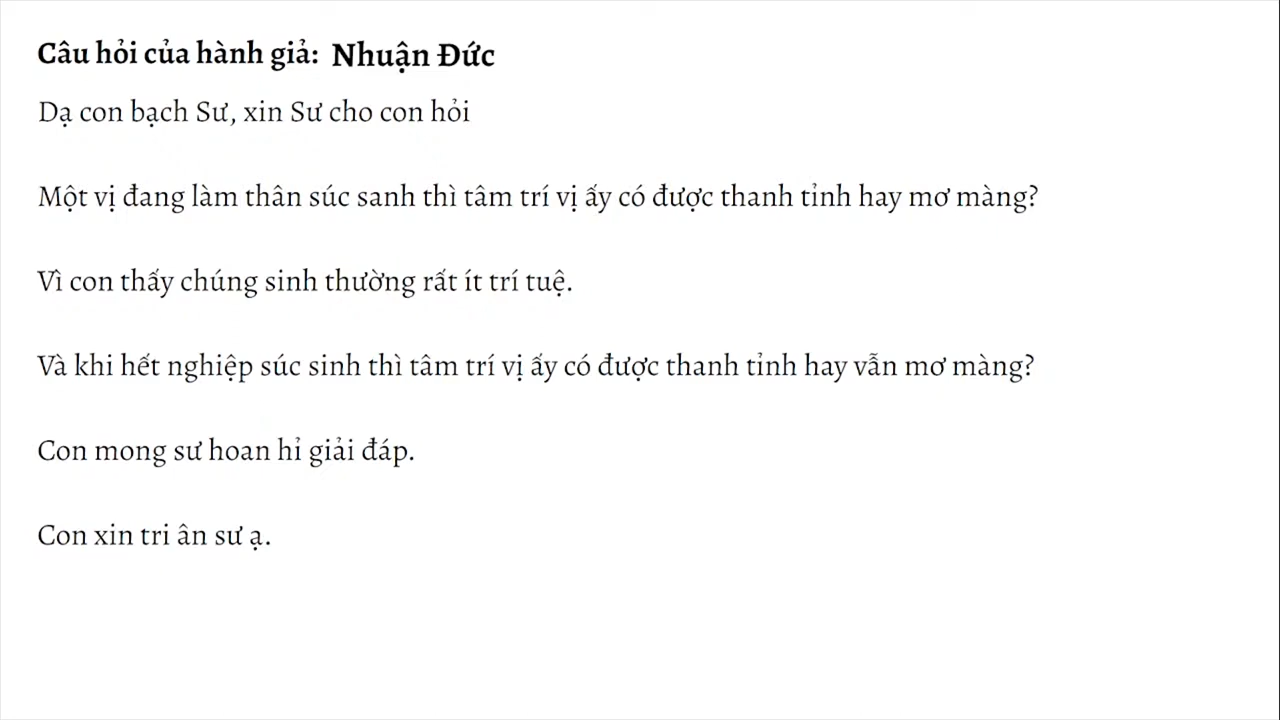 Câu hỏi của hành giả: Nhuận Đức
Dạ con bạch Sư, xin Sư cho con hỏi
Một vị đang làm thân súc sanh thì tâm trí vị ấy có được thanh tỉnh hay mơ màng?
Vì con thấy chúng sinh thường rất ít trí tuệ.
Và khi hết nghiệp súc sinh thì tâm trí vị ấy có được thanh tỉnh hay vẫn mơ màng?
Con mong sư hoan hỉ giải đáp.
Con xin tri ân sư ạ.